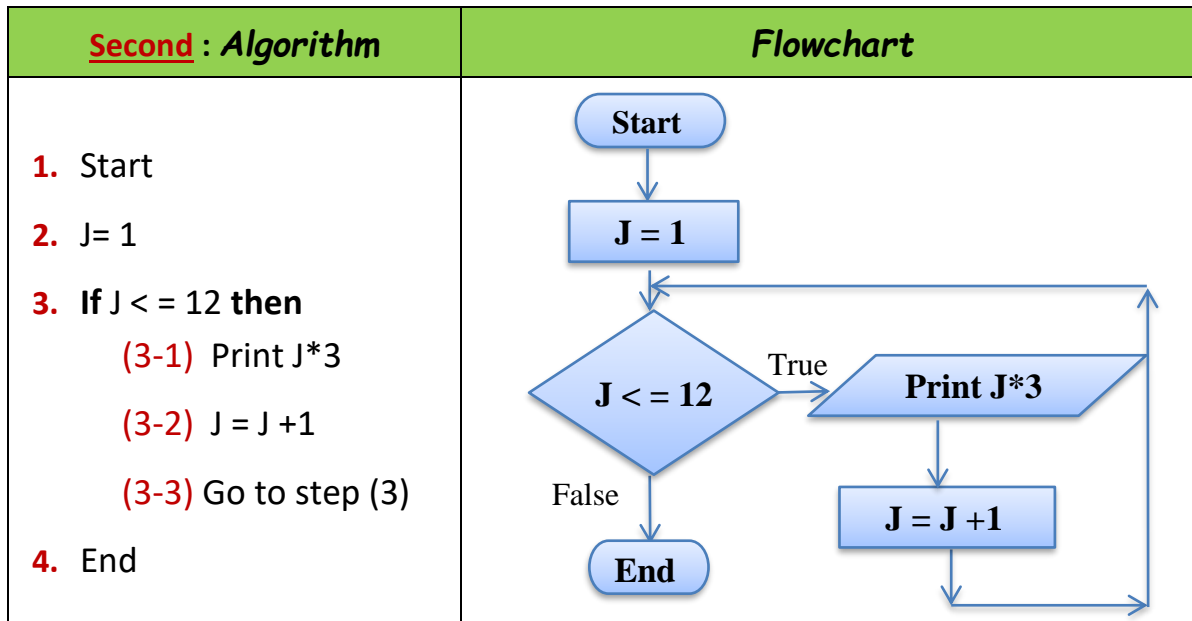 Second : Algorithm
Flowchart
1. Start
2. J= 1
3. If J < = 12 then
(3-1) Print J*3
(3-2) J = J +1
(3-3) Go to step (3)
4. End
Start
J = 1
J < = 12
True
Print J*3
False
J = J +1
End